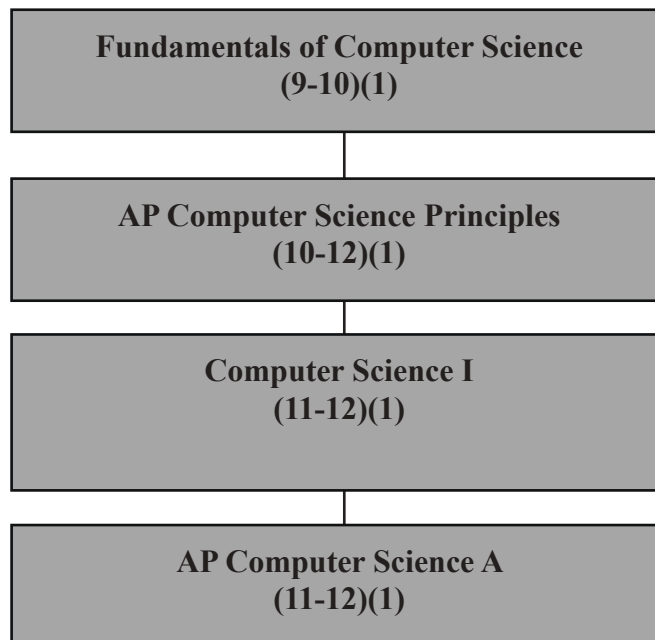 Fundamentals of Computer Science
(9-10)(1)
AP Computer Science Principles
(10-12)(1)
Computer Science I
(11-12)(1)
AP Computer Science A
(11-12)(1)